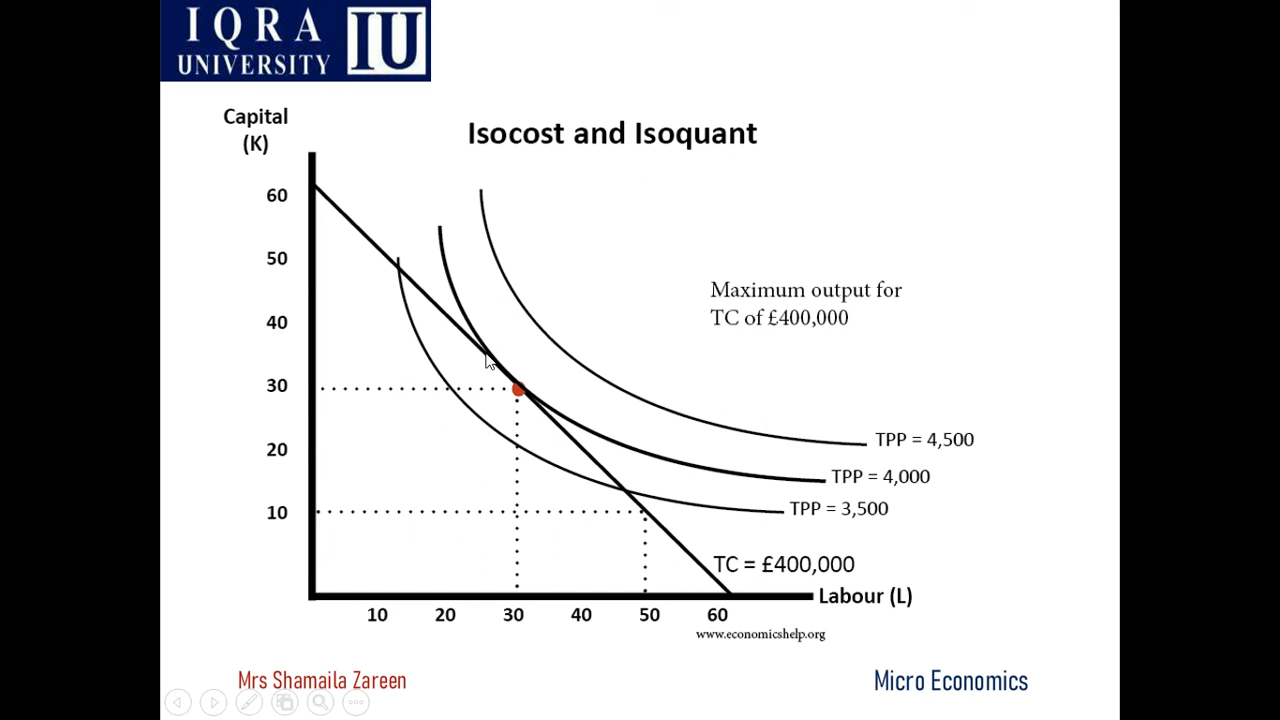 IQRA
UNIVERSITY
IU
Capital
(K)
Isocost and Isoquant
60
50
40
30
20
10
Maximum output for
TC of £400,000
TPP = 4,500
TPP = 4,000
TPP = 3,500
TC = £400,000
Labour (L)
10 20 30 40 50 60
www.economicshelp.org
Mrs Shamaila Zareen
Micro Economics